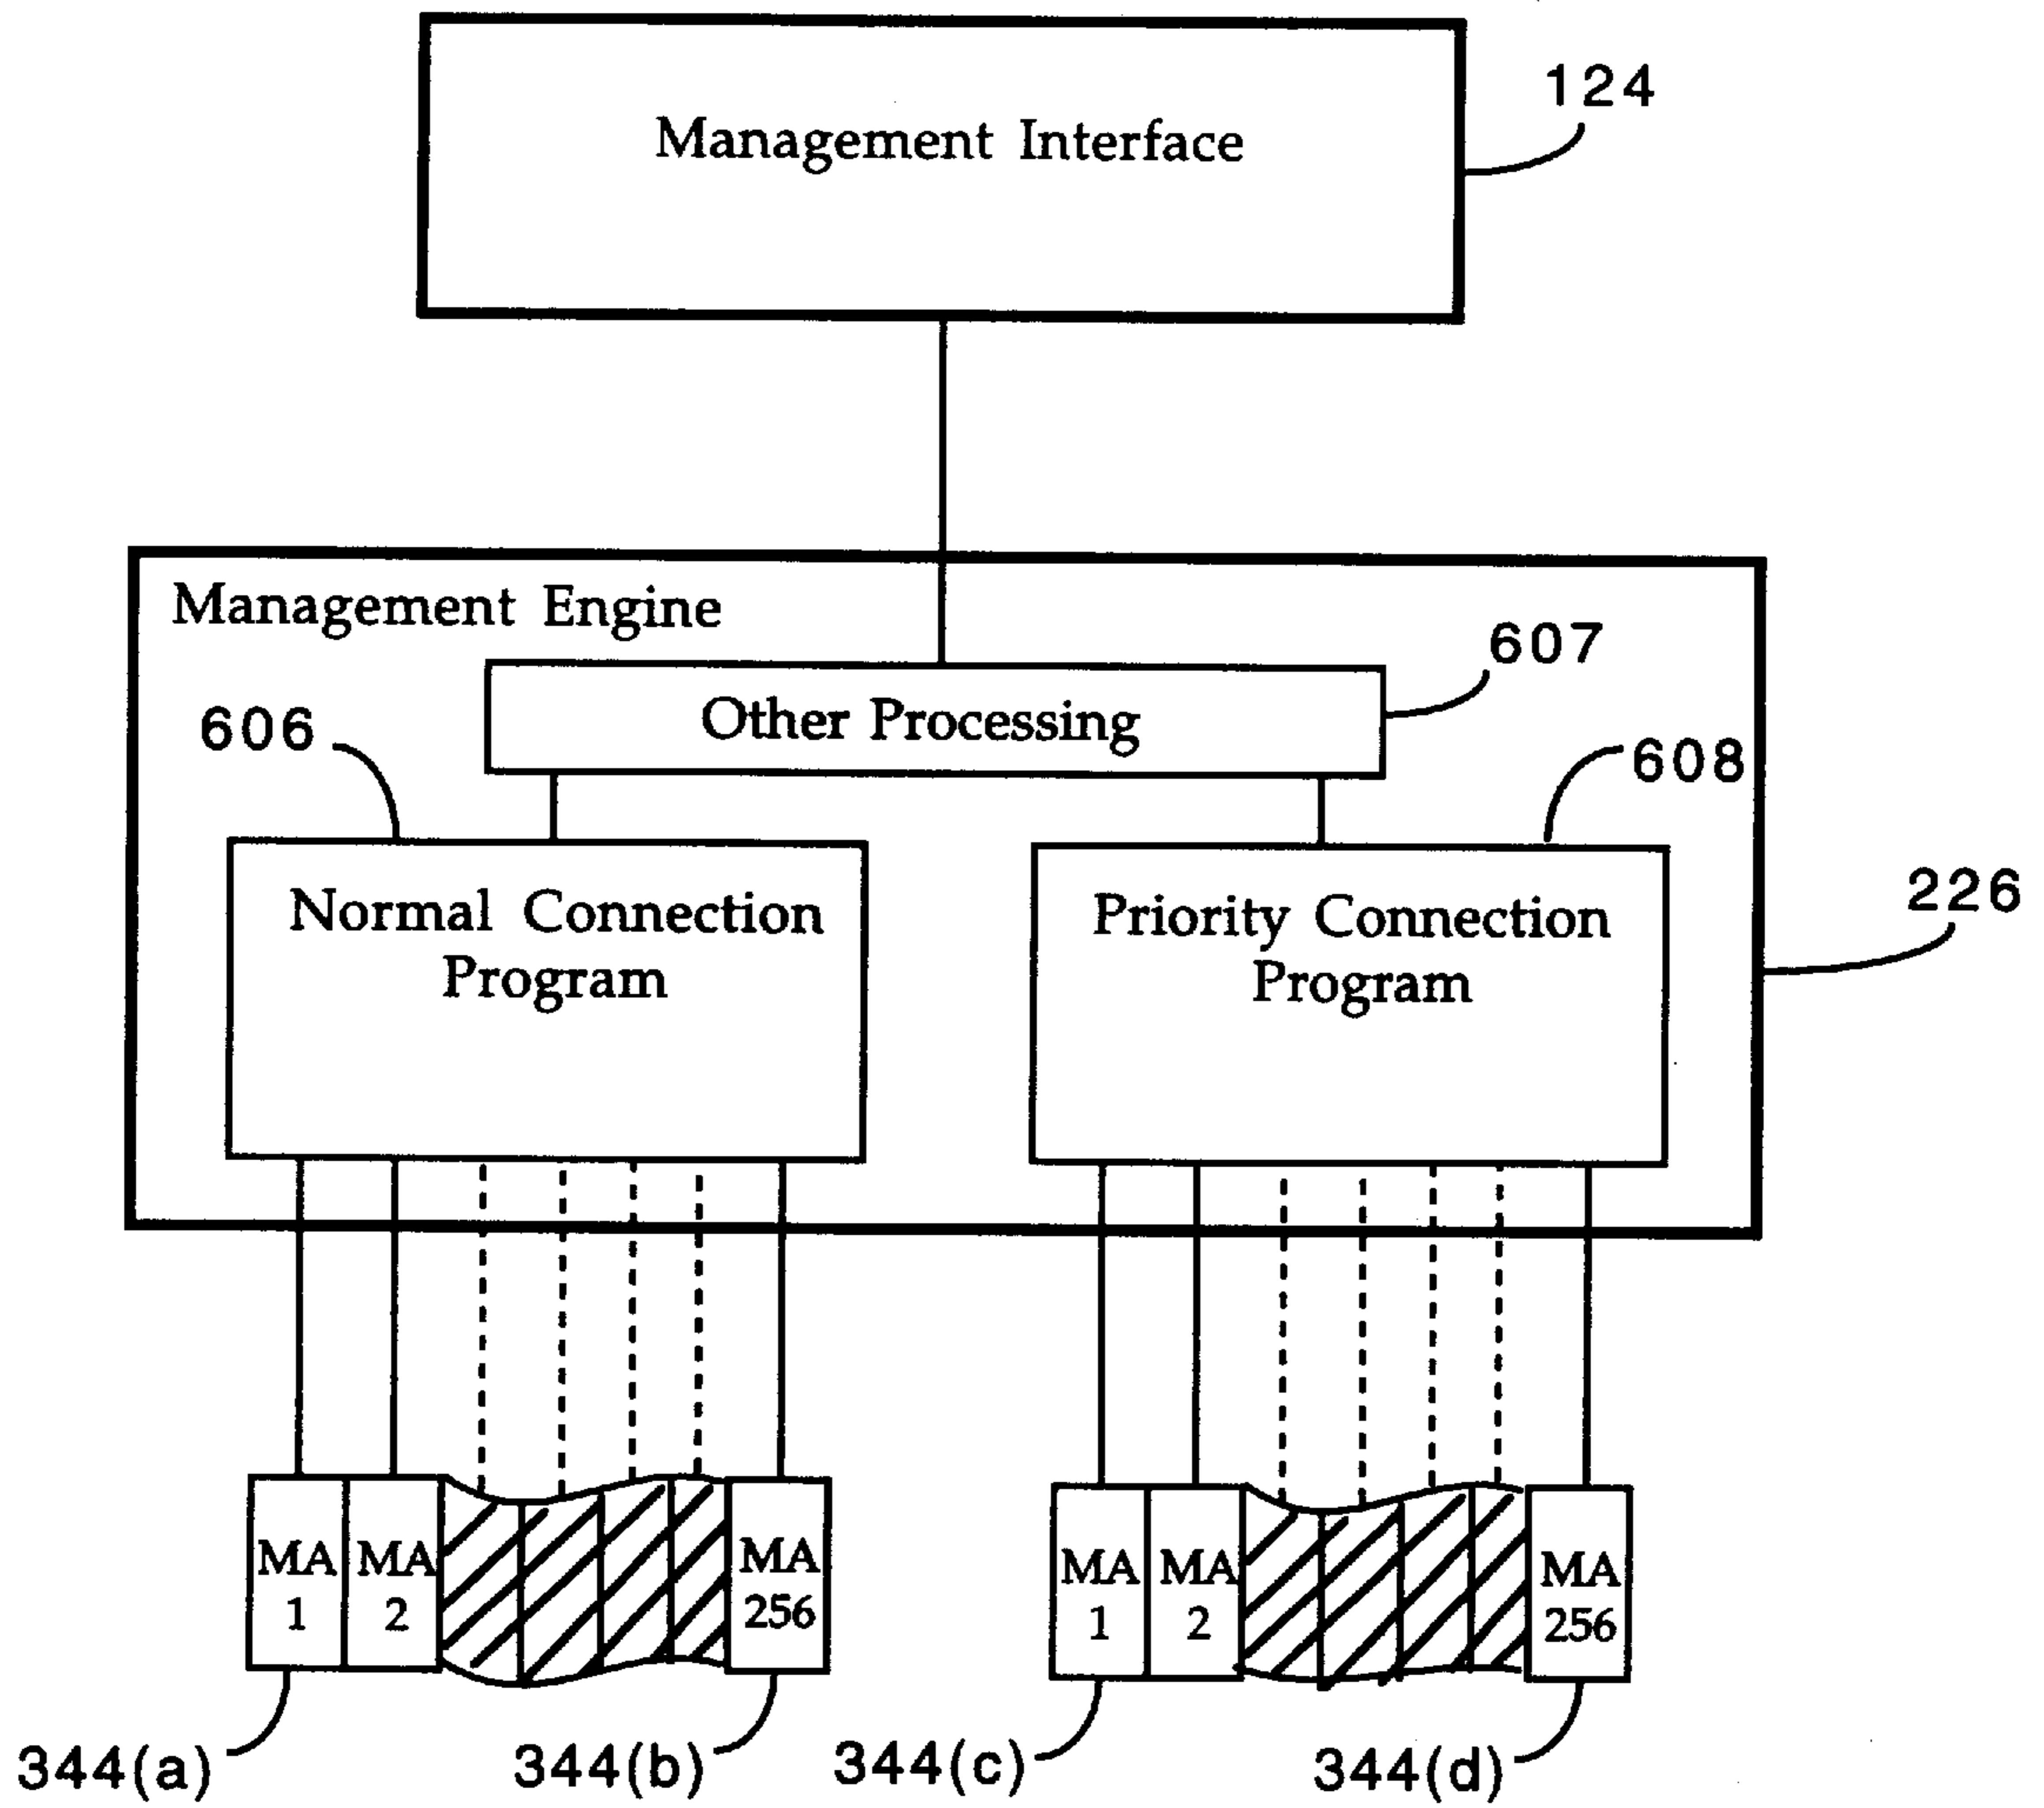 124
Management Interface
Management Engine
607
Other Processing
606
608
Normal Connection
Program
Priority Connection
Program
226
MA
1
MA
2
MA
256
MA
1
MA
2
MA
256
344(a)
344(b)
344(c)
344(d)